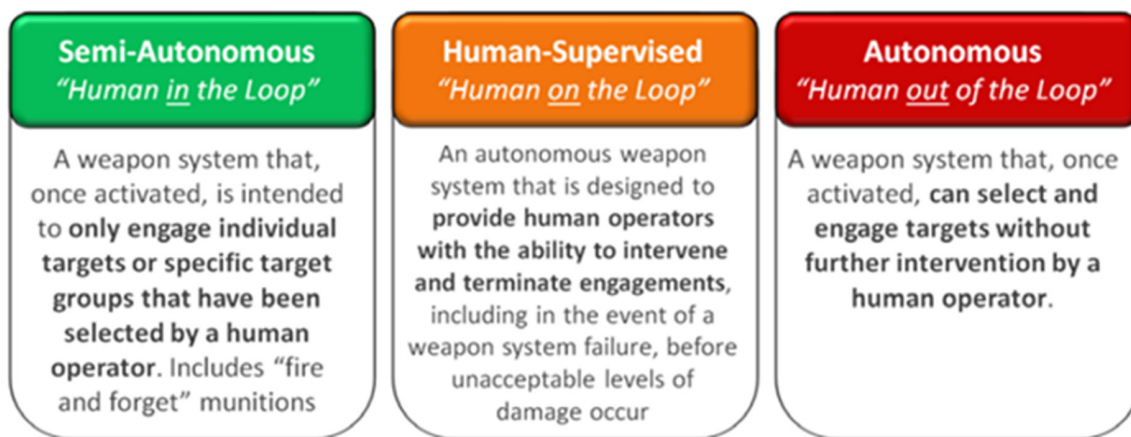 Semi-Autonomous
“Human in the Loop”
A weapon system that,
once activated, is intended
to only engage individual
targets or specific target
groups that have been
selected by a human
operator. Includes “fire
and forget” munitions
Human-Supervised
“Human on the Loop”
An autonomous weapon
system that is designed to
provide human operators
with the ability to intervene
and terminate engagements,
including in the event of a
weapon system failure, before
unacceptable levels of
damage occur
Autonomous
“Human out of the Loop”
A weapon system that, once
activated, can select and
engage targets without
further intervention by a
human operator.